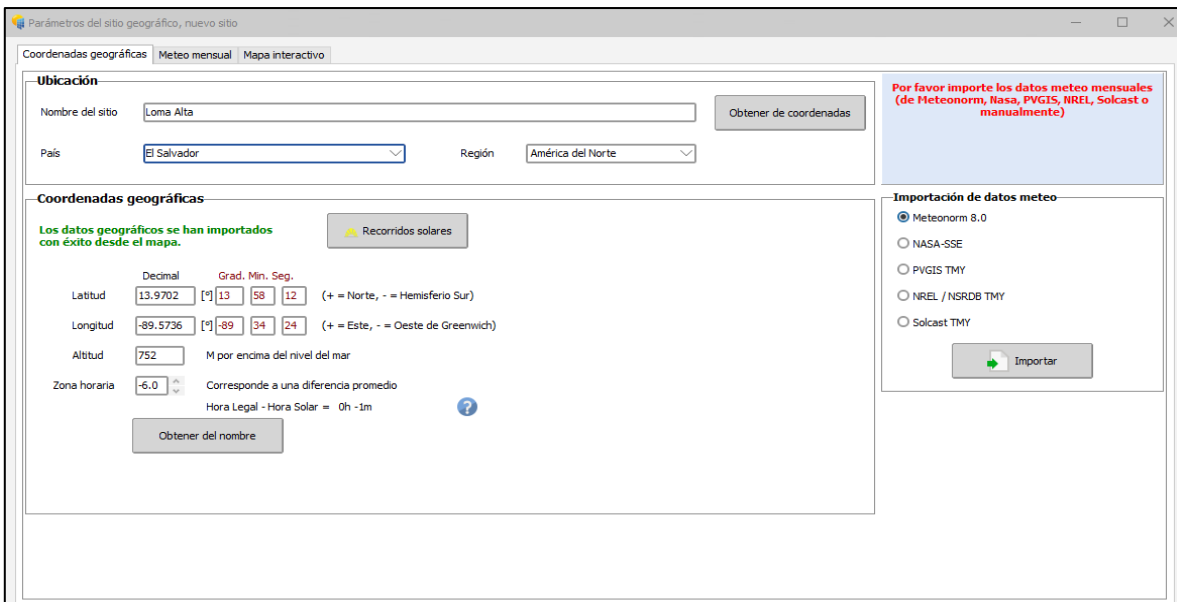 Parámetros del sitio geográfico, nuevo sitio
Coordenadas geográficas Meteo mensual Mapa interactivo
Ubicación
Nombre del sitio Loma Alta Obtener de coordenadas
País El Salvador Región América del Norte
Por favor importe los datos meteo mensuales
(de Meteonorm, Nasa, PVGIS, NREL, Solcast o
manualmente)
Coordenadas geográficas
Los datos geográficos se han importados
con éxito desde el mapa.
Recorridos solares
Decimal Grad. Min. Seg.
Latitud 13.9702 [°] 13 58 12 (+ = Norte, - = Hemisferio Sur)
Longitud -89.5736 [°] -89 34 24 (+ = Este, - = Oeste de Greenwich)
Altitud 752 M por encima del nivel del mar
Zona horaria -6.0 Corresponde a una diferencia promedio
Hora Legal - Hora Solar = 0h -1m ?
Obtener del nombre
Importación de datos meteo
Meteonorm 8.0
NASA-SSE
PVGIS TMY
NREL / NSRDB TMY
Solcast TMY
Importar